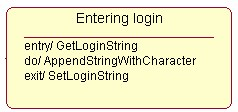 Entering login
entry/ GetLoginString
do/ AppendStringWithCharacter
exit/ SetLoginString